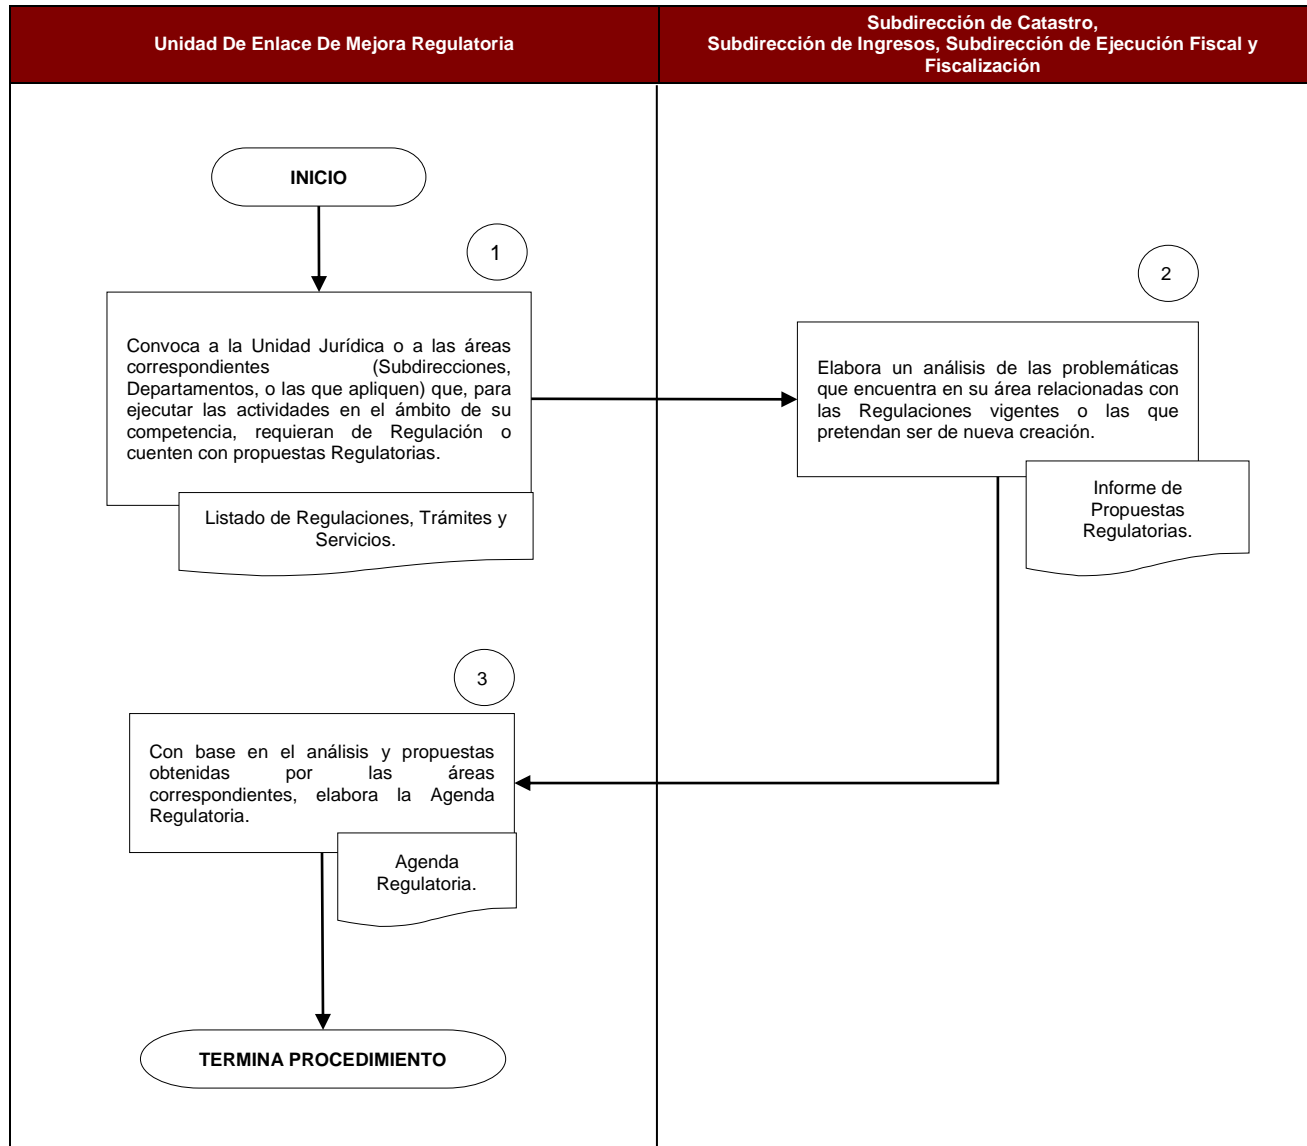 Unidad De Enlace De Mejora Regulatoria
Subdirección de Catastro,
Subdirección de Ingresos, Subdirección de Ejecución Fiscal y
Fiscalización
INICIO
1
Convoca a la Unidad Jurídica o a las áreas
correspondientes (Subdirecciones,
Departamentos, o las que apliquen) que, para
ejecutar las actividades en el ámbito de su
competencia, requieran de Regulación o
cuenten con propuestas Regulatorias.
Listado de Regulaciones, Trámites y
Servicios.
2
Elabora un análisis de las problemáticas
que encuentra en su área relacionadas con
las Regulaciones vigentes o las que
pretendan ser de nueva creación.
Informe de
Propuestas
Regulatorias.
3
Con base en el análisis y propuestas
obtenidas por las áreas
correspondientes, elabora la Agenda
Regulatoria.
Agenda
Regulatoria.
TERMINA PROCEDIMIENTO